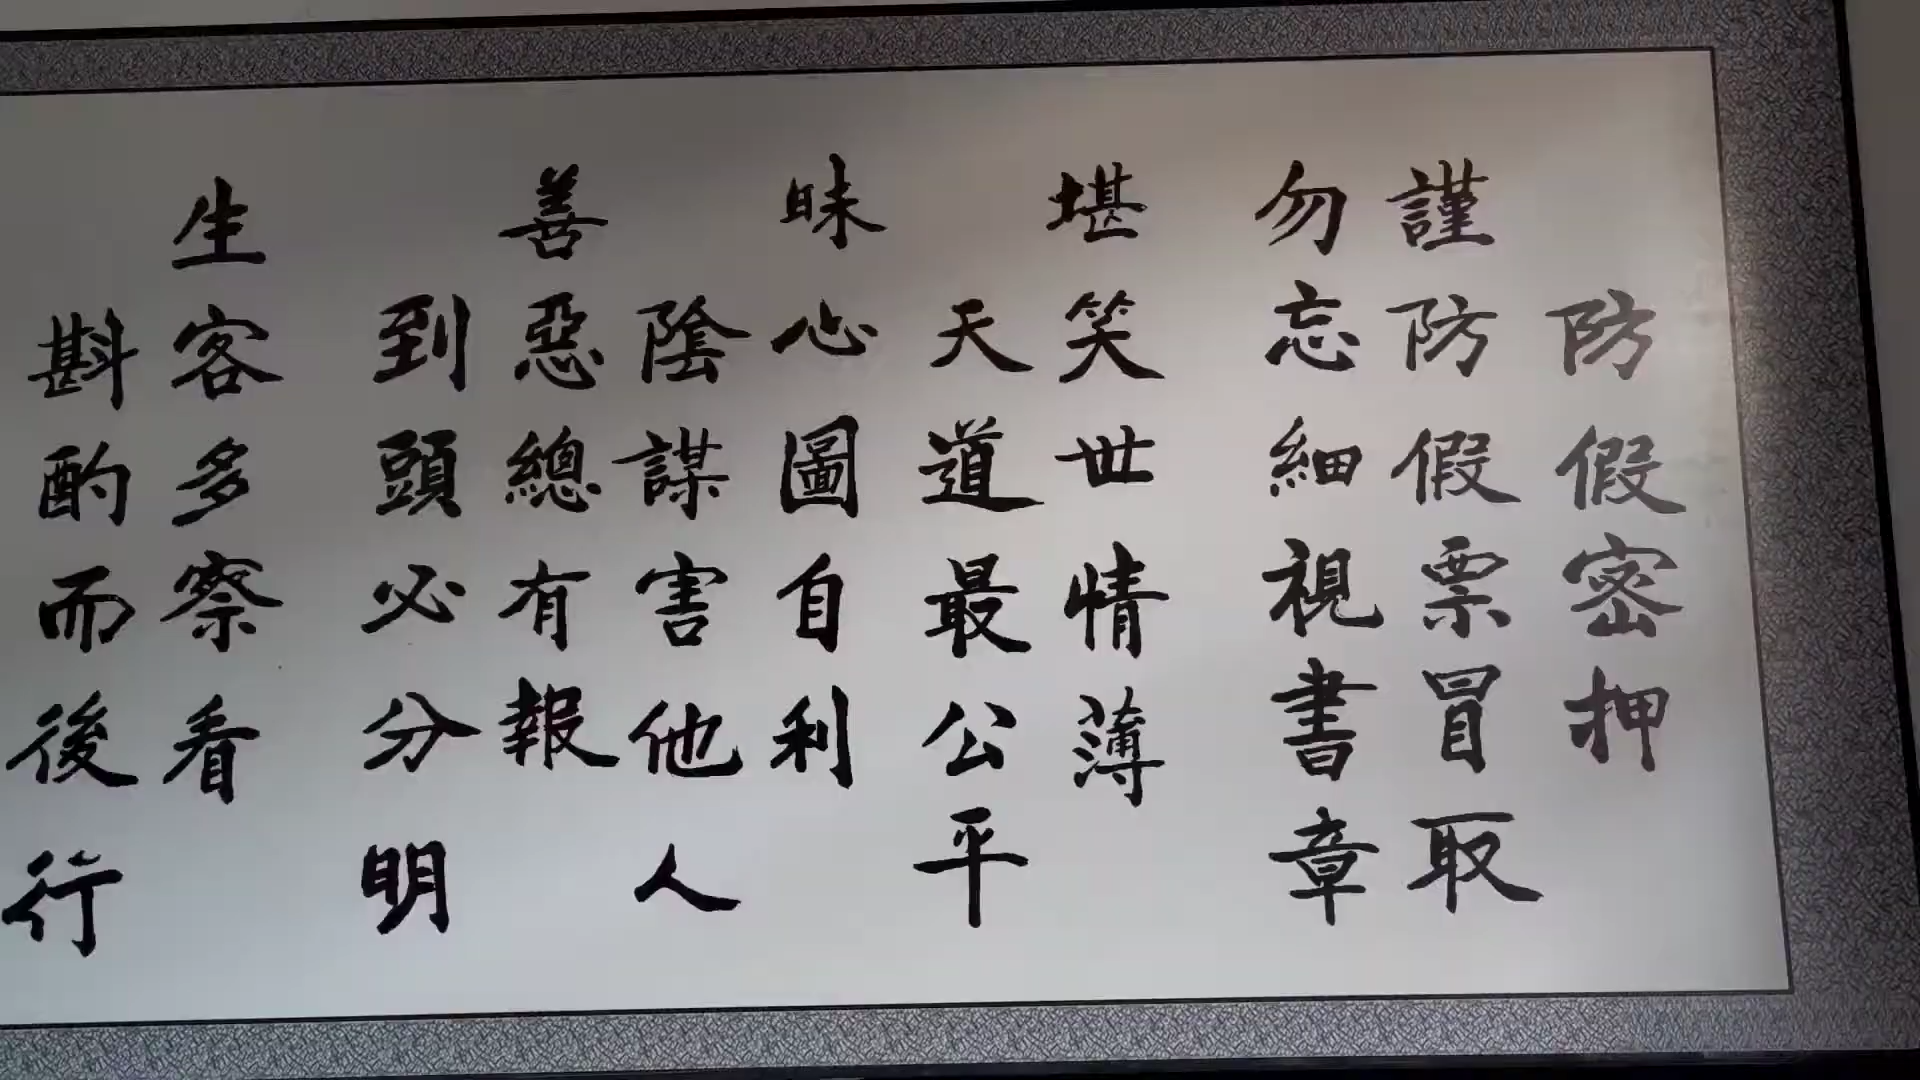 防假密押
謹防假票冒取
勿忘細視書章
堪笑世情薄
天道最公平
昧心圖自利
陰謀害他人
善惡總有報
到頭必分明
生客多察看
斟酌而後行